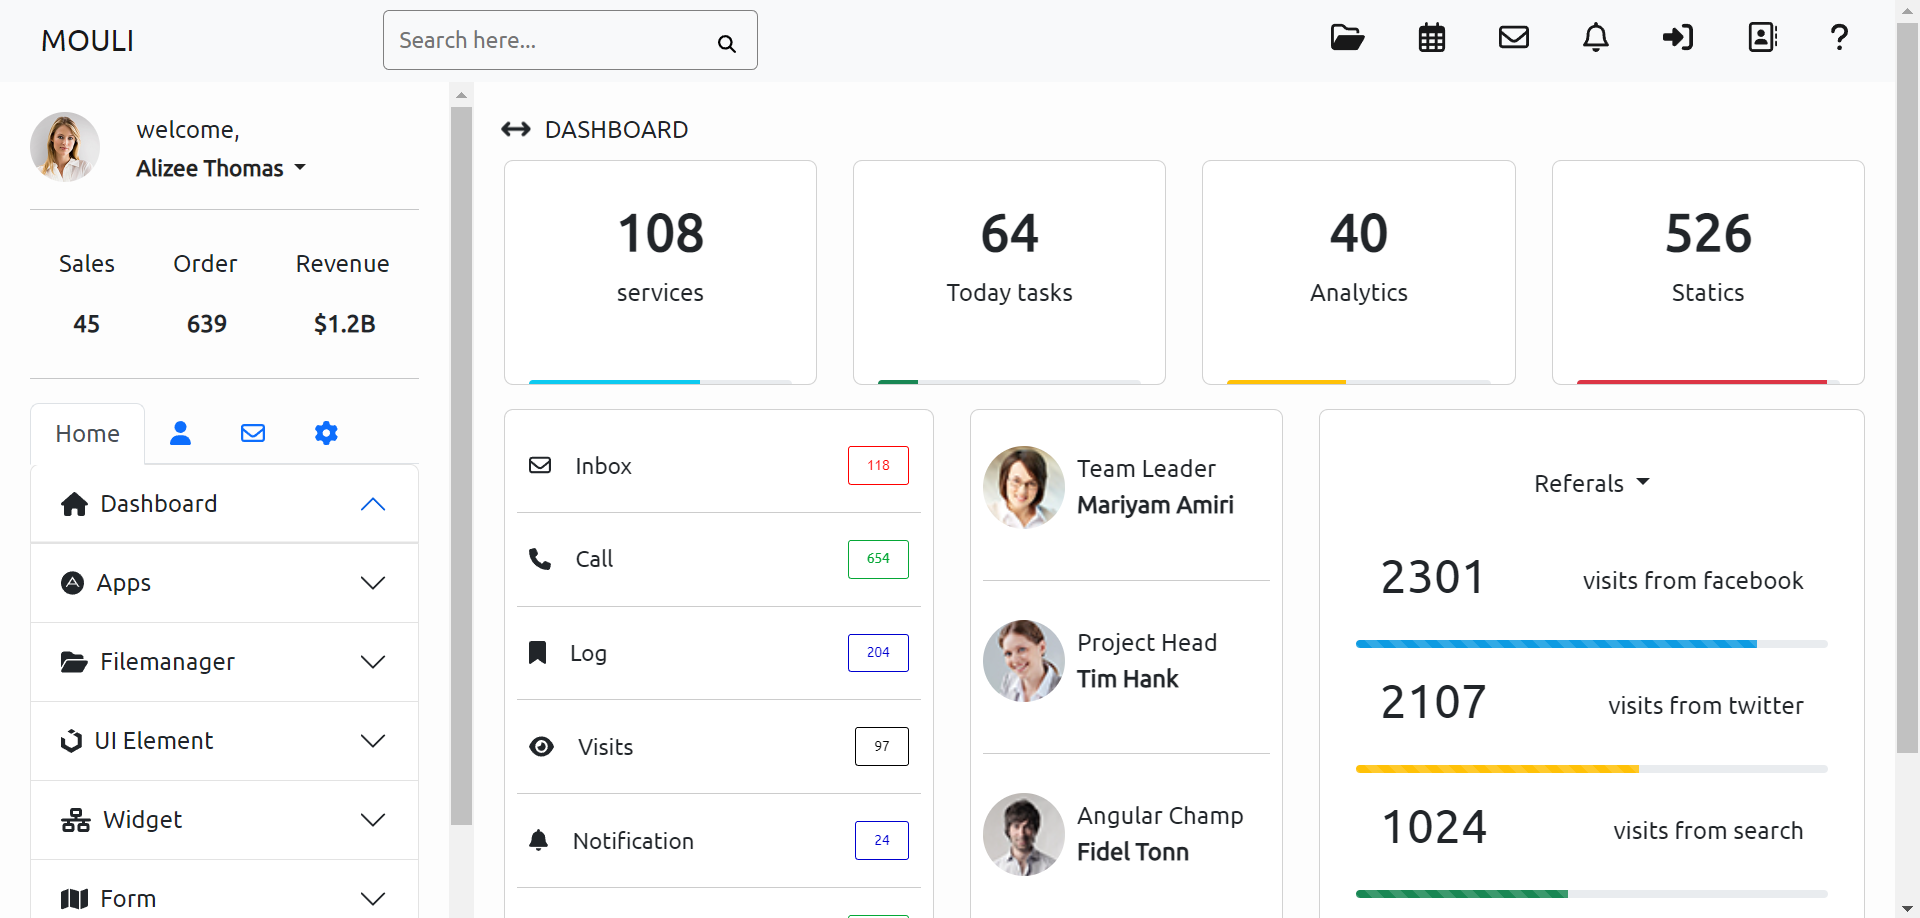 MOULI
Search here...
welcome,
Alizee Thomas
Sales Order Revenue
45 639 $1.2B
Home
Dashboard
Apps
Filemanager
UI Element
Widget
Form
DASHBOARD
108
services
64
Today tasks
40
Analytics
526
Statics
Inbox 118
Call 654
Log 204
Visits 97
Notification 24
Team Leader
Mariyam Amiri
Project Head
Tim Hank
Angular Champ
Fidel Tonn
Referals
2301 visits from facebook
2107 visits from twitter
1024 visits from search